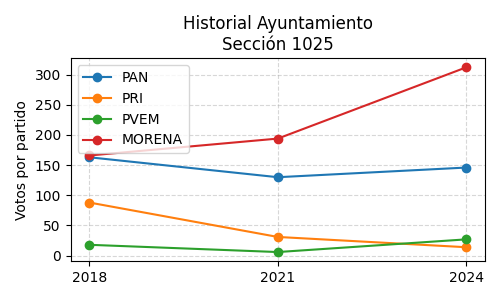 Historial Ayuntamiento
Sección 1025
Votos por partido
300
250
200
150
100
50
0
PAN
PRI
PVEM
MORENA
2018
2021
2024